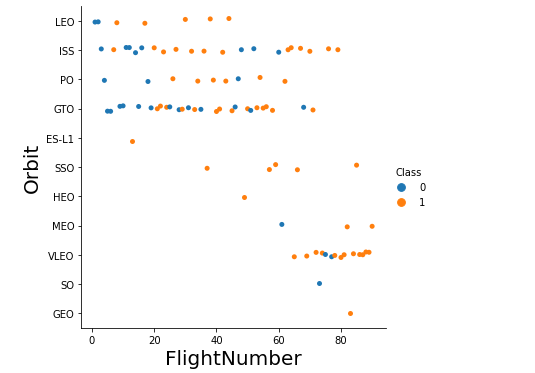 LEO
ISS
PO
GTO
ES-L1
SSO
HEO
MEO
VLEO
SO
GEO
Orbit
0 20 40 60 80
FlightNumber
Class
0
1